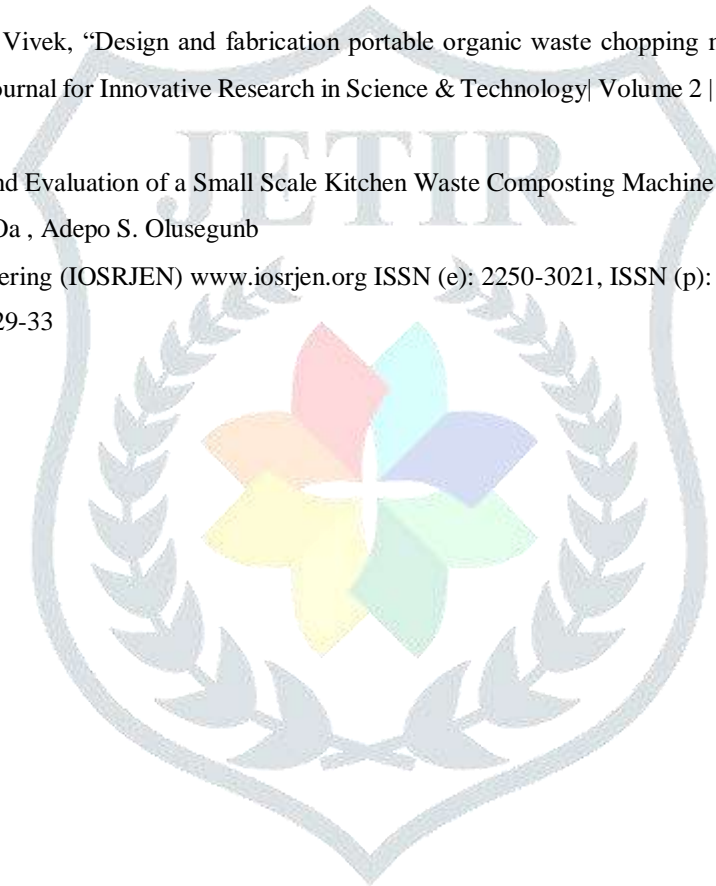 Vivek, “Design and fabrication portable organic waste chopping
ournal for Innovative Research in Science & Technology| Volume 2 |
JETIR
nd Evaluation of a Small Scale Kitchen Waste Composting Machine
Da , Adepo S. Olusegunb
ering (IOSRJEN) www.iosrjen.org ISSN (e): 2250-3021, ISSN (p):
29-33